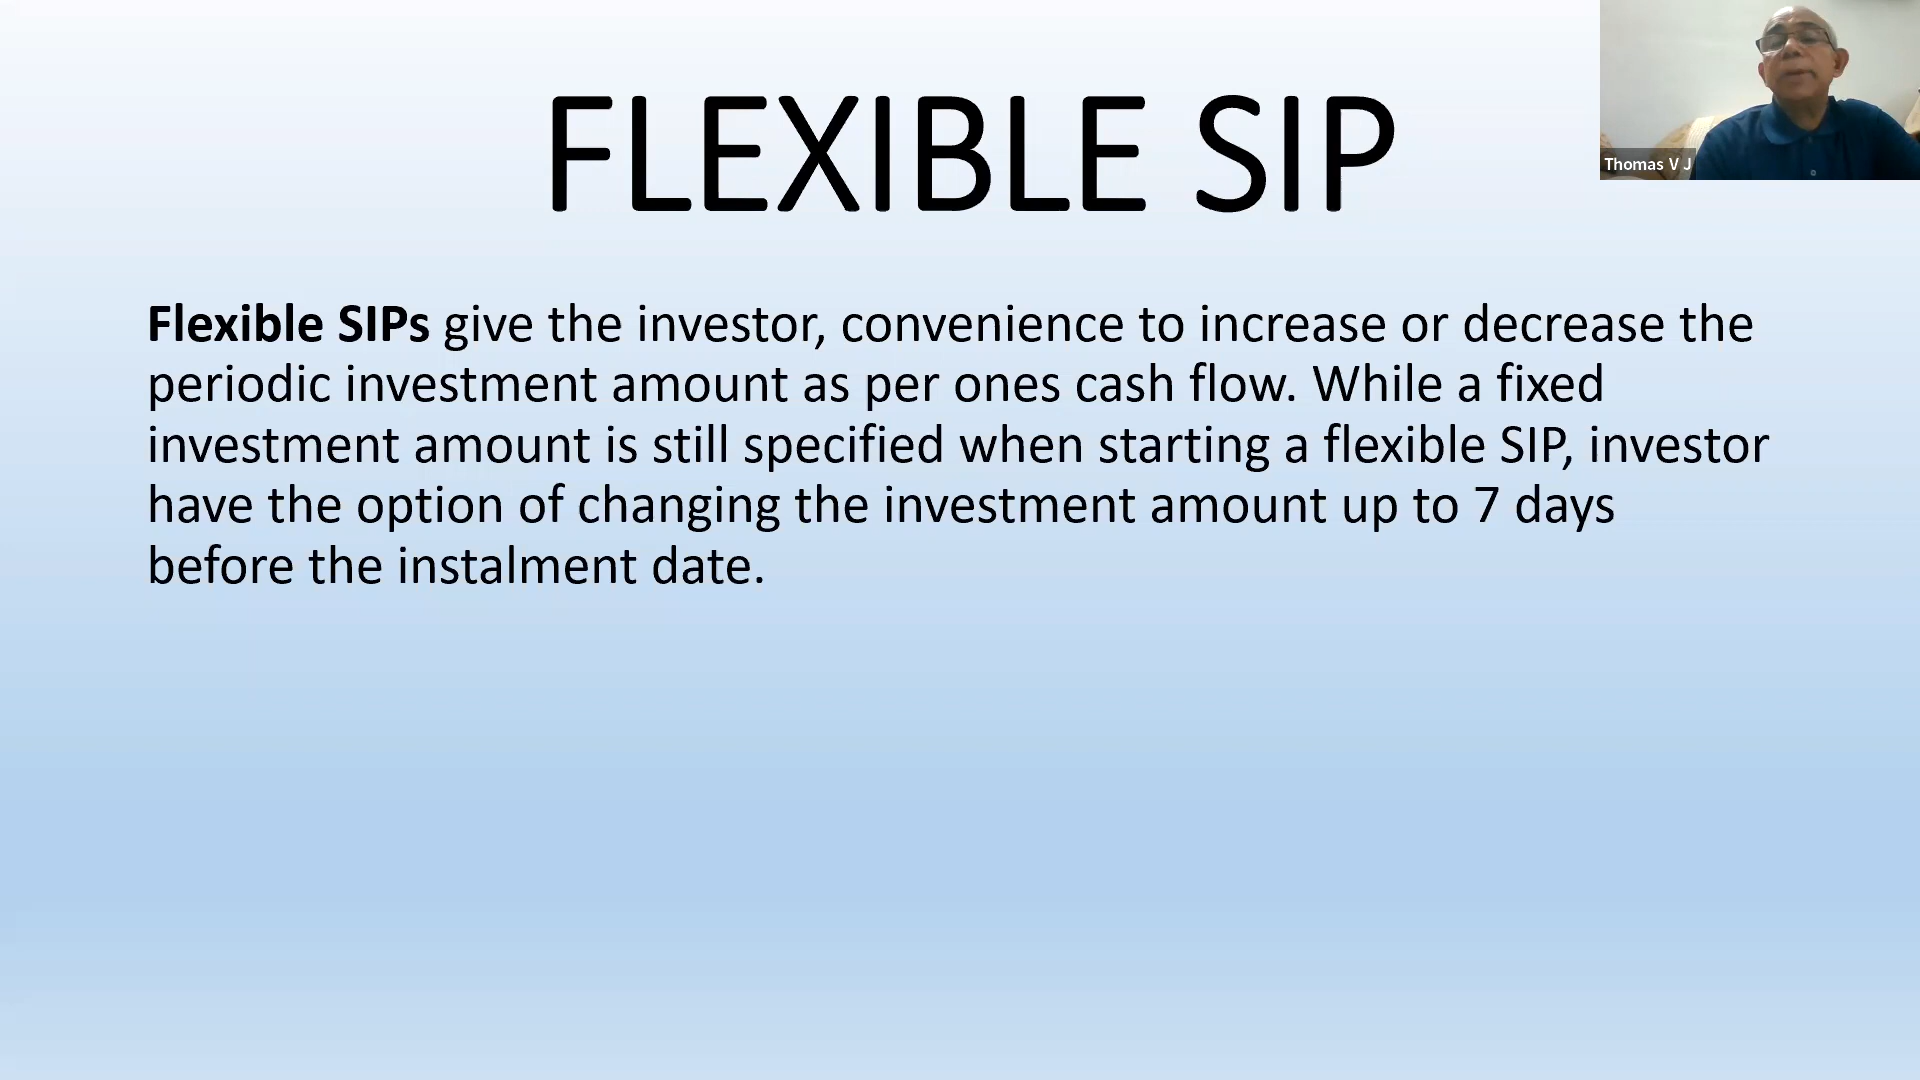 FLEXIBLE SIP
Thomas V J
Flexible SIPs give the investor, convenience to increase or decrease the
periodic investment amount as per ones cash flow. While a fixed
investment amount is still specified when starting a flexible SIP, investor
have the option of changing the investment amount up to 7 days
before the instalment date.